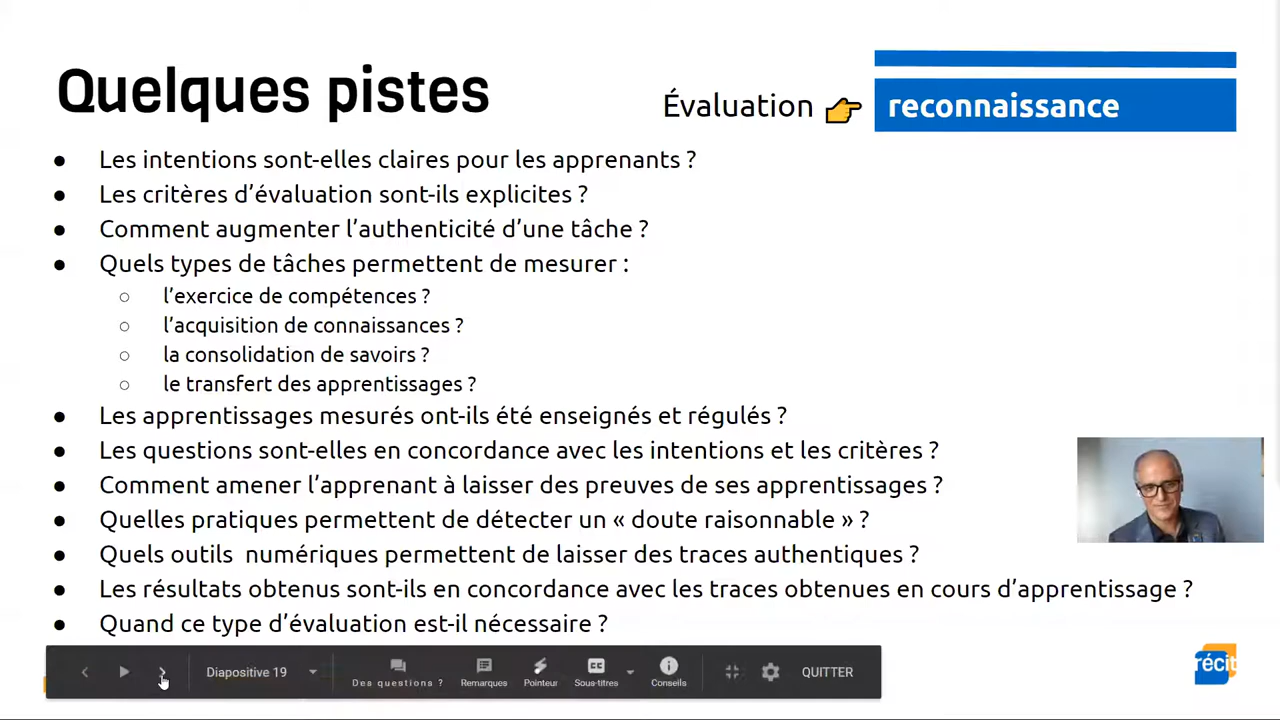 Quelques pistes
Évaluation 👉 reconnaissance
● Les intentions sont-elles claires pour les apprenants ?
● Les critères d’évaluation sont-ils explicites ?
● Comment augmenter l’authenticité d’une tâche ?
● Quels types de tâches permettent de mesurer :
○ l’exercice de compétences ?
○ l’acquisition de connaissances ?
○ la consolidation de savoirs ?
○ le transfert des apprentissages ?
● Les apprentissages mesurés ont-ils été enseignés et régulés ?
● Les questions sont-elles en concordance avec les intentions et les critères ?
● Comment amener l’apprenant à laisser des preuves de ses apprentissages ?
● Quelles pratiques permettent de détecter un « doute raisonnable » ?
● Quels outils numériques permettent de laisser des traces authentiques ?
● Les résultats obtenus sont-ils en concordance avec les traces obtenues en cours d’apprentissage ?
● Quand ce type d’évaluation est-il nécessaire ?
Diapositive 19
Des questions ?
Remarques
Pointeur
Sous-titres
Conseils
QUITTER
récit